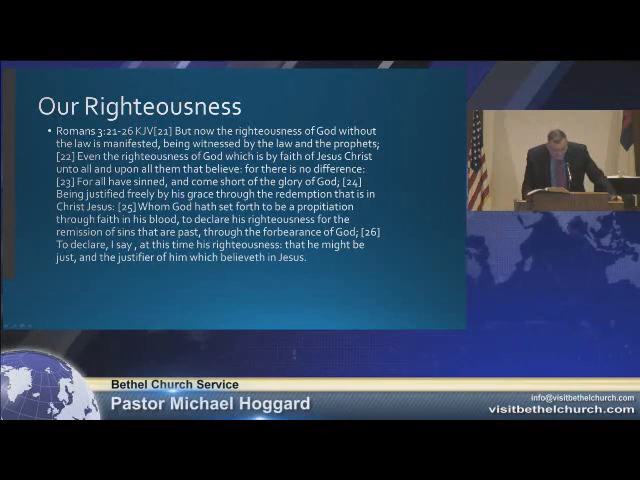 Our Righteousness
• Romans 3:21-26 KJV[21] But now the righteousness of God without
the law is manifested, being witnessed by the law and the prophets;
[22] Even the righteousness of God which is by faith of Jesus Christ
unto all and upon all them that believe: for there is no difference:
[23] For all have sinned, and come short of the glory of God; [24]
Being justified freely by his grace through the redemption that is in
Christ Jesus: [25] Whom God hath set forth to be a propitiation
through faith in his blood, to declare his righteousness for the
remission of sins that are past, through the forbearance of God; [26]
To declare, I say , at this time his righteousness: that he might be
just, and the justifier of him which believeth in Jesus.
Bethel Church Service
Pastor Michael Hoggard
info@visitbethelchurch.com
visitbethelchurch.com